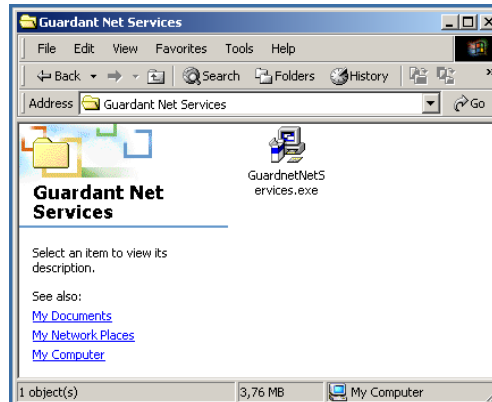 Guardant Net Services
File Edit View Favorites Tools Help
Back Search Folders History »
Address Guardant Net Services Go
Guardant Net
Services
Select an item to view its
description.
See also:
My Documents
My Network Places
My Computer
GuardnetNetS
ervices.exe
1 object(s) 3,76 MB My Computer